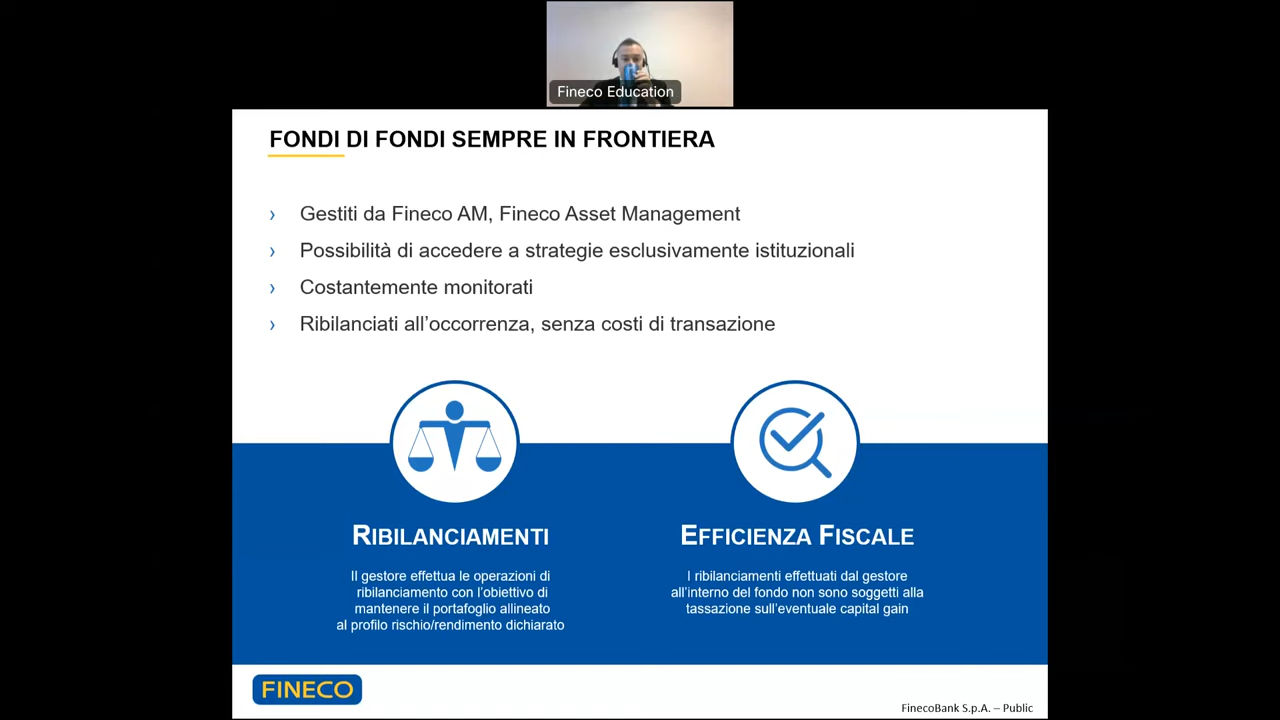 Fineco Education
FONDI DI FONDI SEMPRE IN FRONTIERA
› Gestiti da Fineco AM, Fineco Asset Management
› Possibilità di accedere a strategie esclusivamente istituzionali
› Costantemente monitorati
› Ribilanciati all’occorrenza, senza costi di transazione
RIBILANCIAMENTI
Il gestore effettua le operazioni di
ribilanciamento con l’obiettivo di
mantenere il portafoglio allineato
al profilo rischio/rendimento dichiarato
EFFICIENZA FISCALE
I ribilanciamenti effettuati dal gestore
all’interno del fondo non sono soggetti alla
tassazione sull’eventuale capital gain
FINECO
FinecoBank S.p.A. – Public